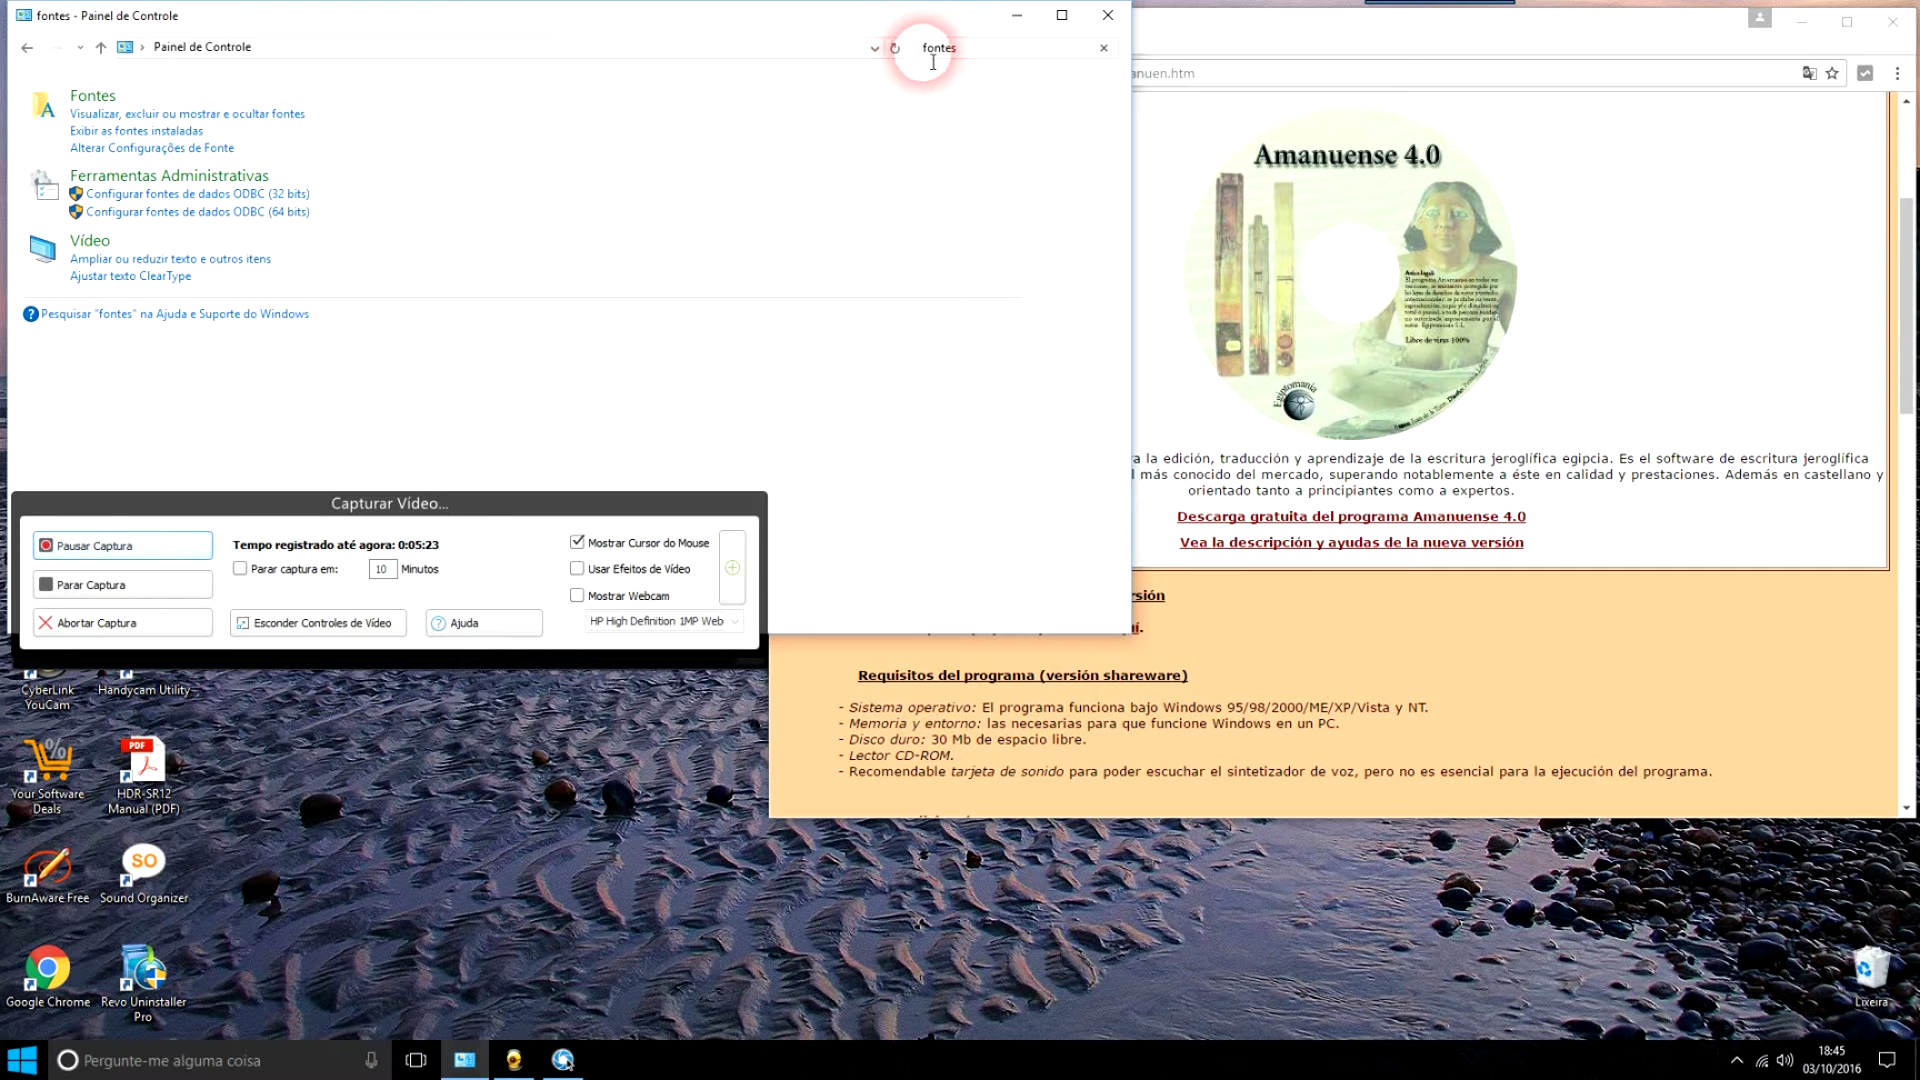 fontes - Painel de Controle
Painel de Controle
fontes
Fontes
Visualizar, excluir ou mostrar e ocultar fontes
Exibir as fontes instaladas
Alterar Configurações de Fonte
Ferramentas Administrativas
Configurar fontes de dados ODBC (32 bits)
Configurar fontes de dados ODBC (64 bits)
Vídeo
Ampliar ou reduzir texto e outros itens
Ajustar texto ClearType
Pesquisar "fontes" na Ajuda e Suporte do Windows
Capturar Vídeo...
Pausar Captura
Parar Captura
Abortar Captura
Tempo registrado até agora: 0:05:23
Parar captura em: 10 Minutos
Esconder Controles de Vídeo
Ajuda
Mostrar Cursor do Mouse
Usar Efeitos de Vídeo
Mostrar Webcam
HP High Definition 1MP Web
anuen.htm
Amanuense 4.0
Aviso legal:
Libre de virus 100%
Egiptomanía
a la edición, traducción y aprendizaje de la escritura jeroglífica egipcia. Es el software de escritura jeroglífica
l más conocido del mercado, superando notablemente a éste en calidad y prestaciones. Además en castellano y
orientado tanto a principiantes como a expertos.
Descarga gratuita del programa Amanuense 4.0
Vea la descripción y ayudas de la nueva versión
rsión
uí.
Requisitos del programa (versión shareware)
- Sistema operativo: El programa funciona bajo Windows 95/98/2000/ME/XP/Vista y NT.
- Memoria y entorno: las necesarias para que funcione Windows en un PC.
- Disco duro: 30 Mb de espacio libre.
- Lector CD-ROM.
- Recomendable tarjeta de sonido para poder escuchar el sintetizador de voz, pero no es esencial para la ejecución del programa.
CyberLink YouCam
Handycam Utility
Your Software Deals
PDF
HDR-SR12 Manual (PDF)
BurnAware Free
SO
Sound Organizer
Google Chrome
Revo Uninstaller Pro
Lixeira
Pergunte-me alguma coisa
18:45
03/10/2016